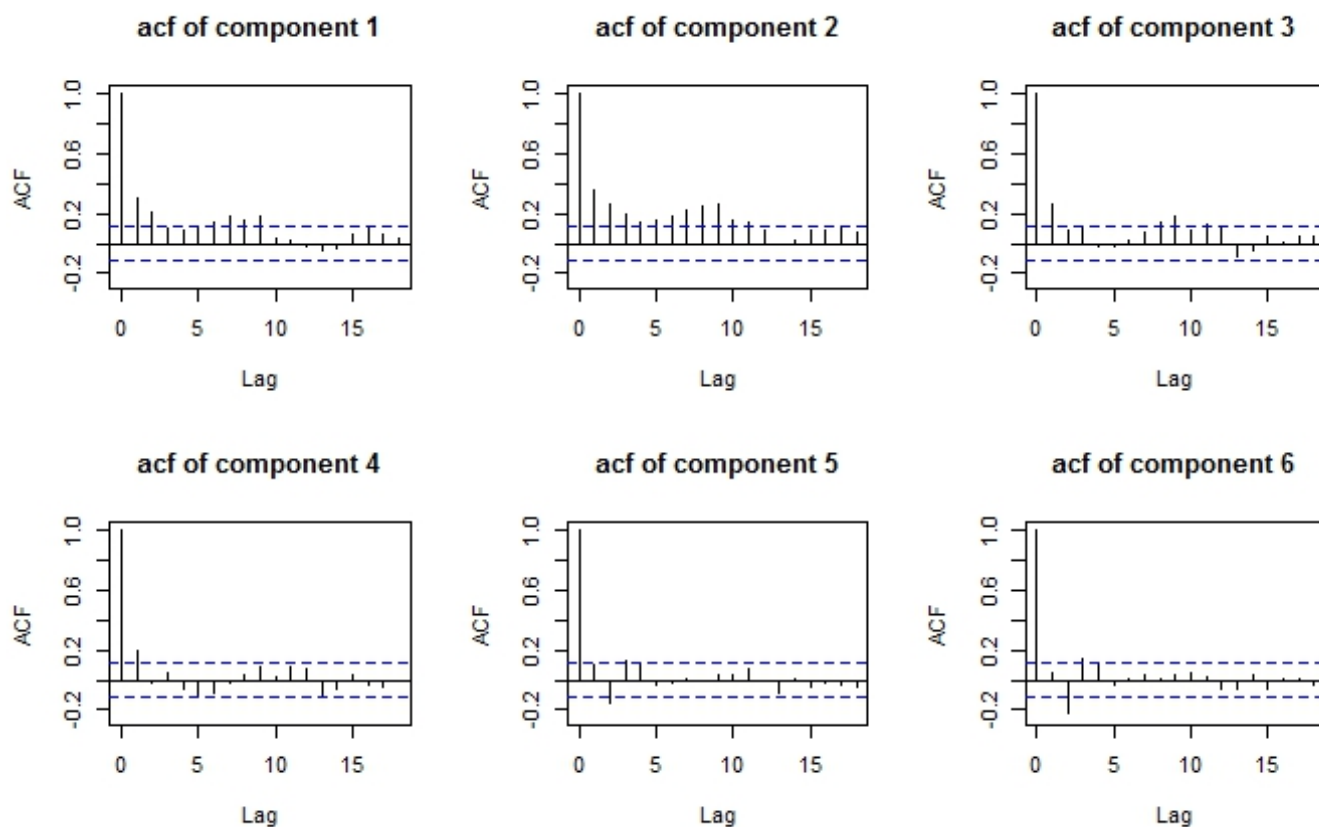 acf of component 1
ACF
1.0
0.6
0.2
-0.2
0 5 10 15
Lag
acf of component 2
ACF
1.0
0.6
0.2
-0.2
0 5 10 15
Lag
acf of component 3
ACF
1.0
0.6
0.2
-0.2
0 5 10 15
Lag
acf of component 4
ACF
1.0
0.6
0.2
-0.2
0 5 10 15
Lag
acf of component 5
ACF
1.0
0.6
0.2
-0.2
0 5 10 15
Lag
acf of component 6
ACF
1.0
0.6
0.2
-0.2
0 5 10 15
Lag